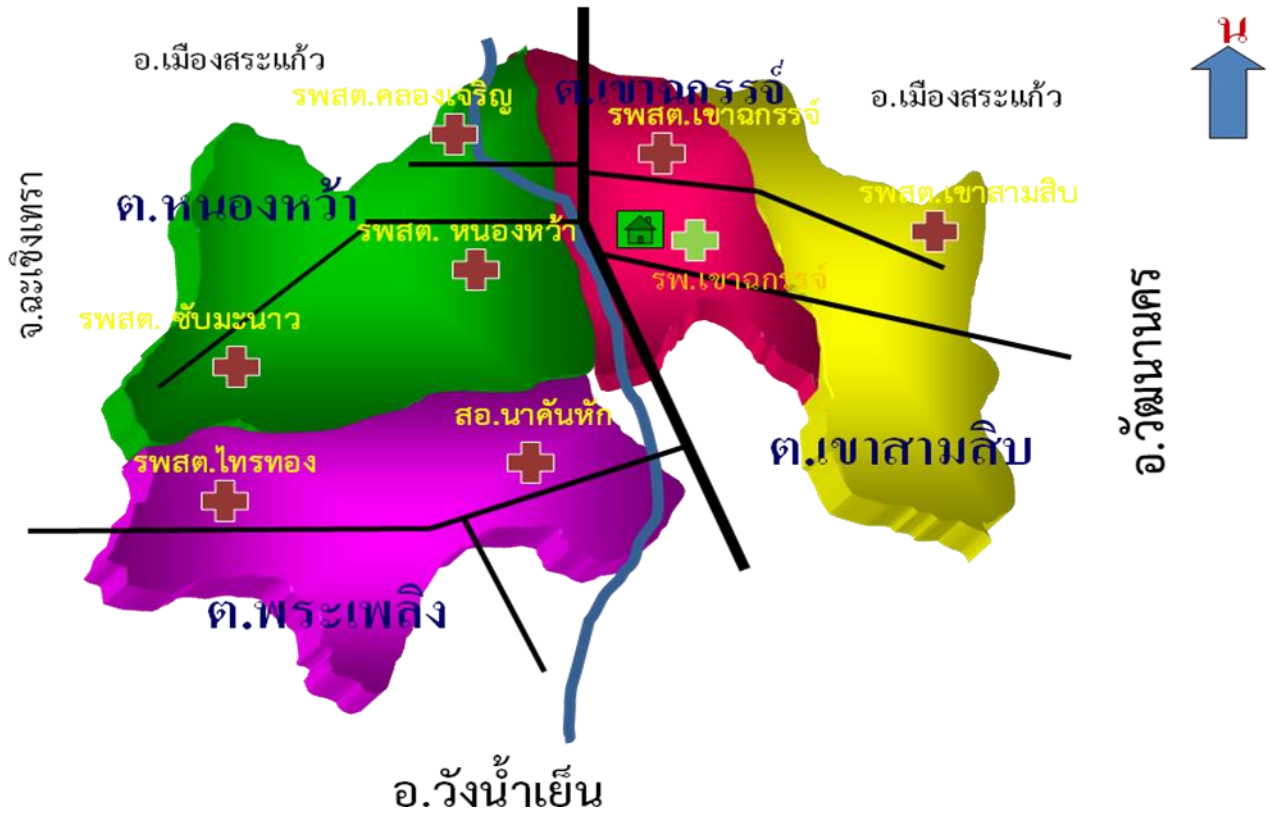 น
อ.เมืองสระแก้ว
อ.เมืองสระแก้ว
รพสต.คลองเจริญ
ต.เขาฉกรรจ์
รพสต.เขาฉกรรจ์
จ.ฉะเชิงเทรา
ต.หนองหว้า
รพสต.เขาสามสิบ
รพสต. หนองหว้า
รพ.เขาฉกรรจ์
รพสต. ซับมะนาว
อ.วัฒนานคร
สอ.นาคันหัก
ต.เขาสามสิบ
รพสต.ไทรทอง
ต.พระเพลิง
อ.วังน้ำเย็น